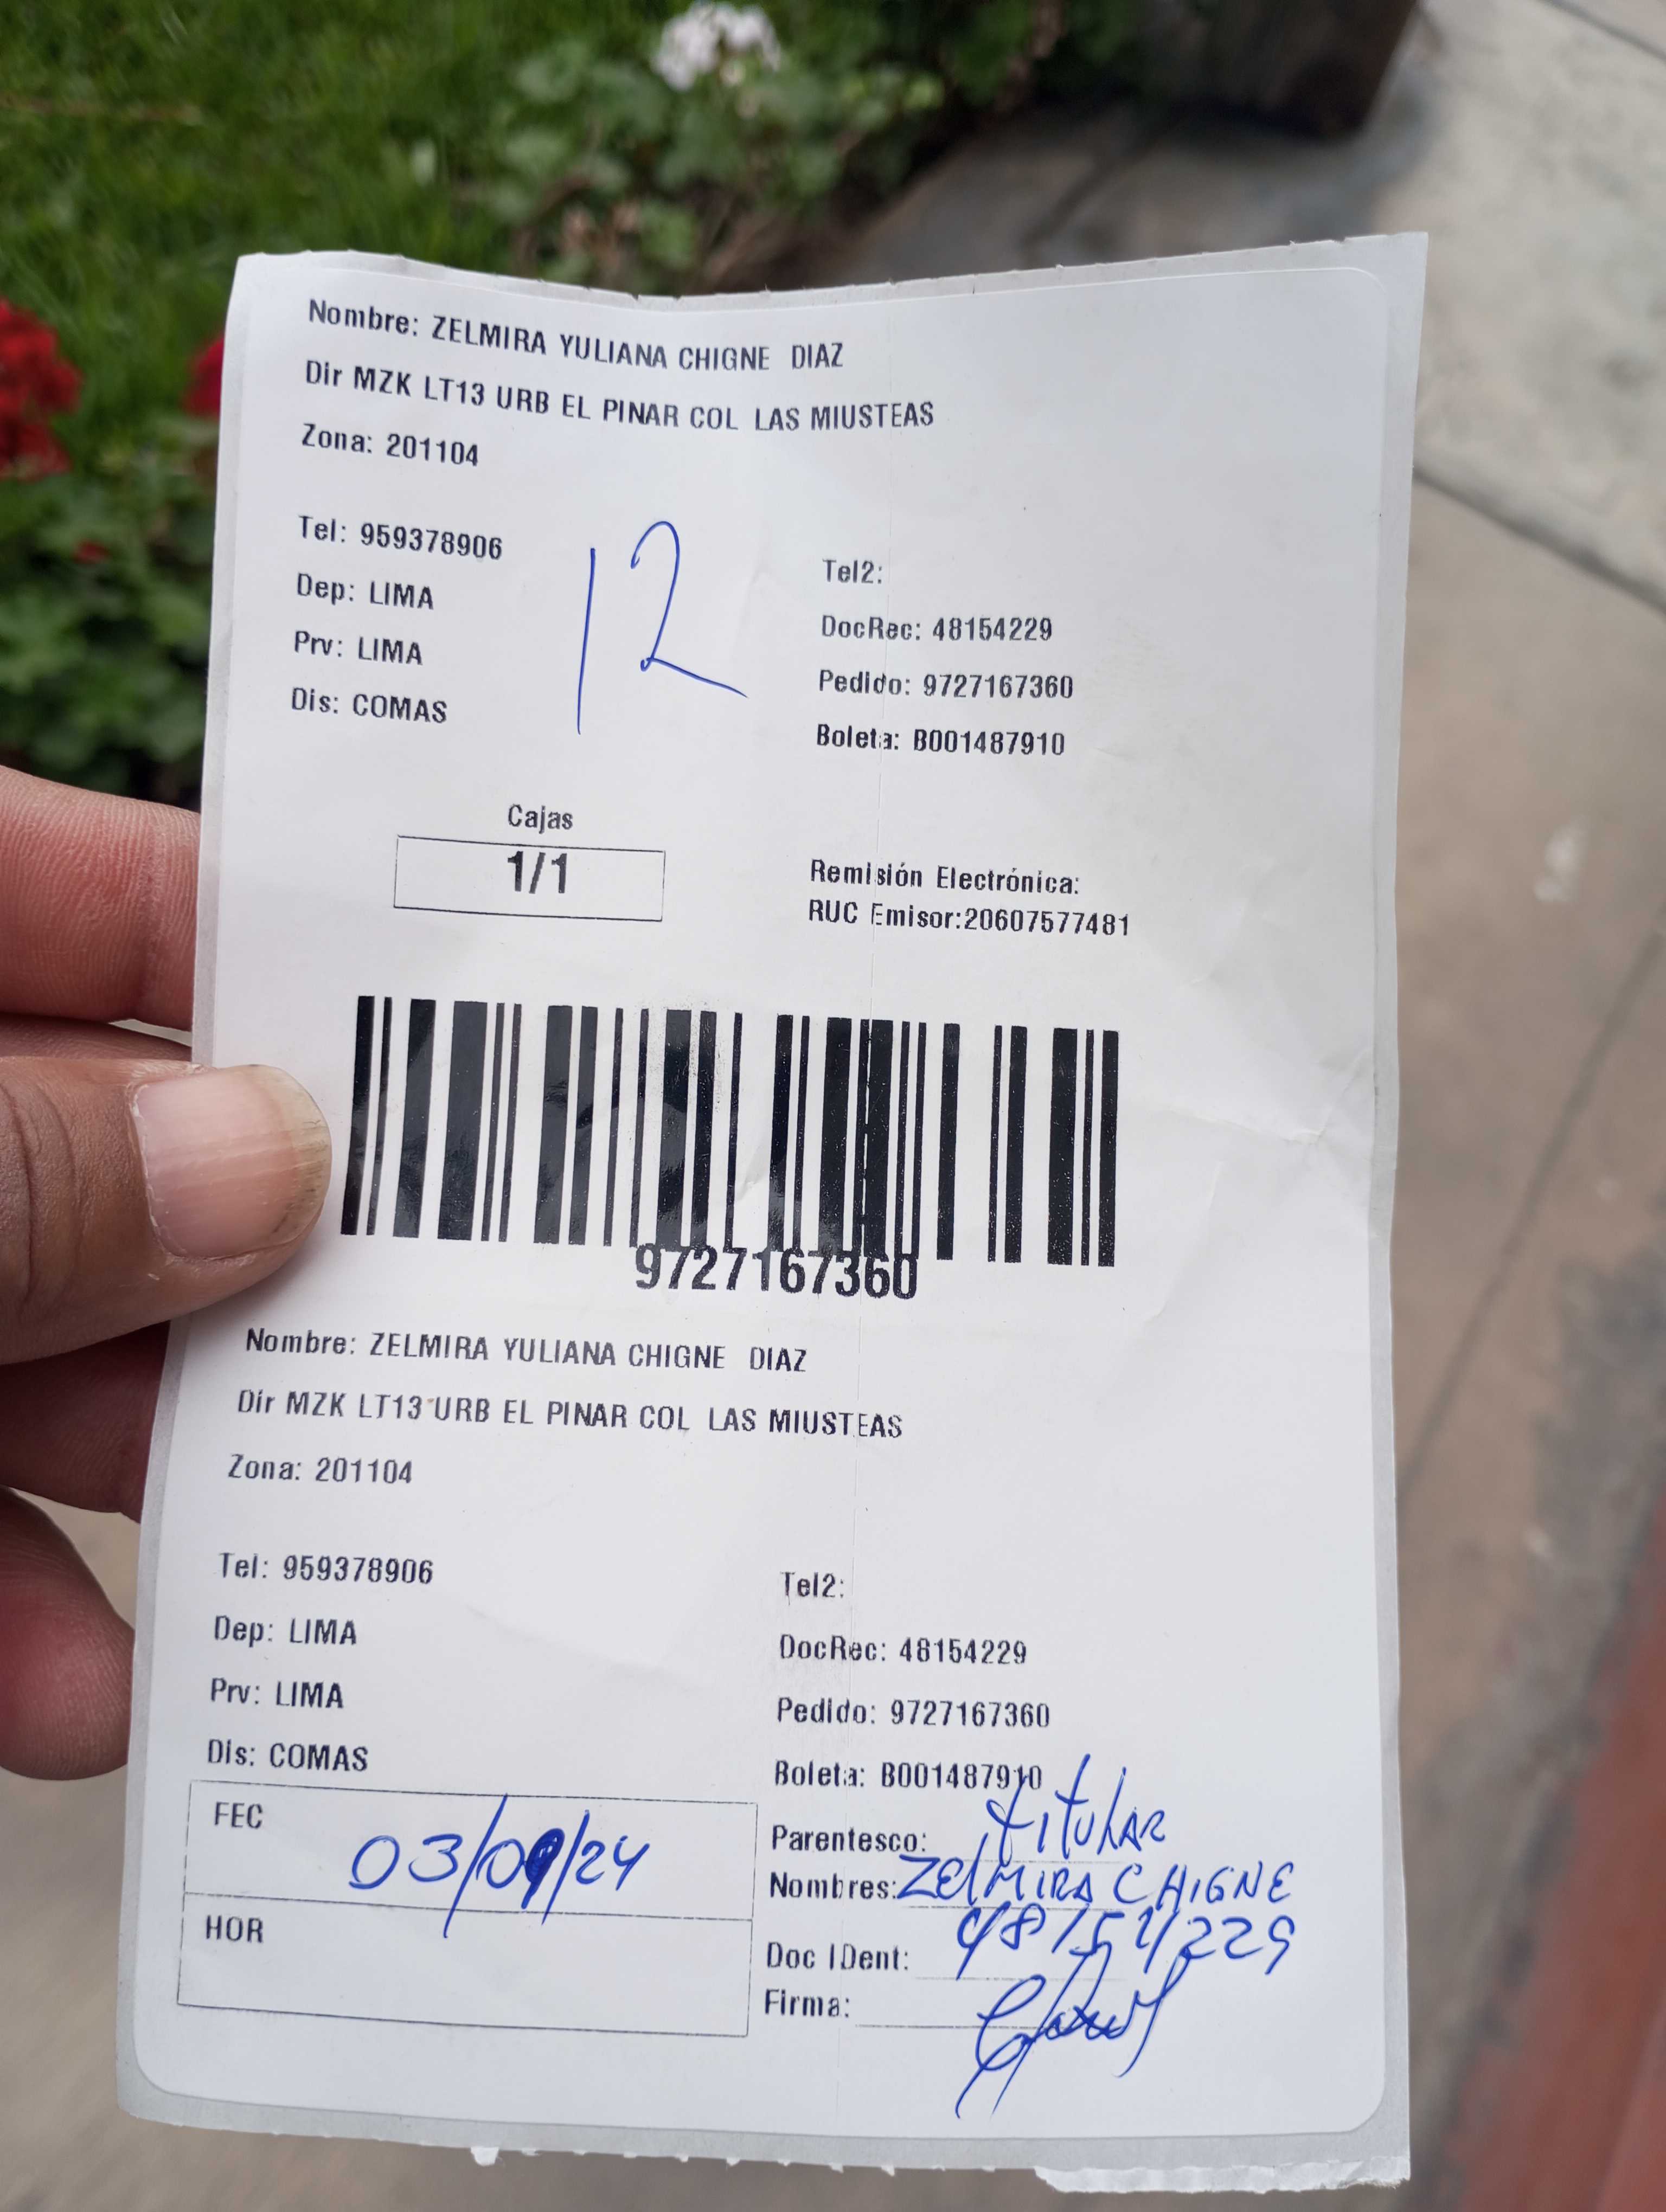 Nombre: ZELMIRA YULIANA CHIGNE DIAZ
Dir MZK LT13 URB EL PINAR COL LAS MIUSTEAS
Zona: 201104
12
Tel: 959378906
Dep: LIMA
Prv: LIMA
Dis: COMAS
Tel2:
DocRec: 48154229
Pedido: 9727167360
Boleta: B001487910
Cajas
1/1
Remisión Electrónica:
RUC Emisor:20607577481
9727167360
Nombre: ZELMIRA YULIANA CHIGNE DIAZ
Dir MZK LT13 URB EL PINAR COL LAS MIUSTEAS
Zona: 201104
Tel: 959378906
Dep: LIMA
Prv: LIMA
Dis: COMAS
Tel2:
DocRec: 48154229
Pedido: 9727167360
Boleta: B001487910
FEC 03/09/24
HOR
Parentesco: titular
Nombres: ZElMIRA CHIGNE
Doc IDent: 48154229
Firma: